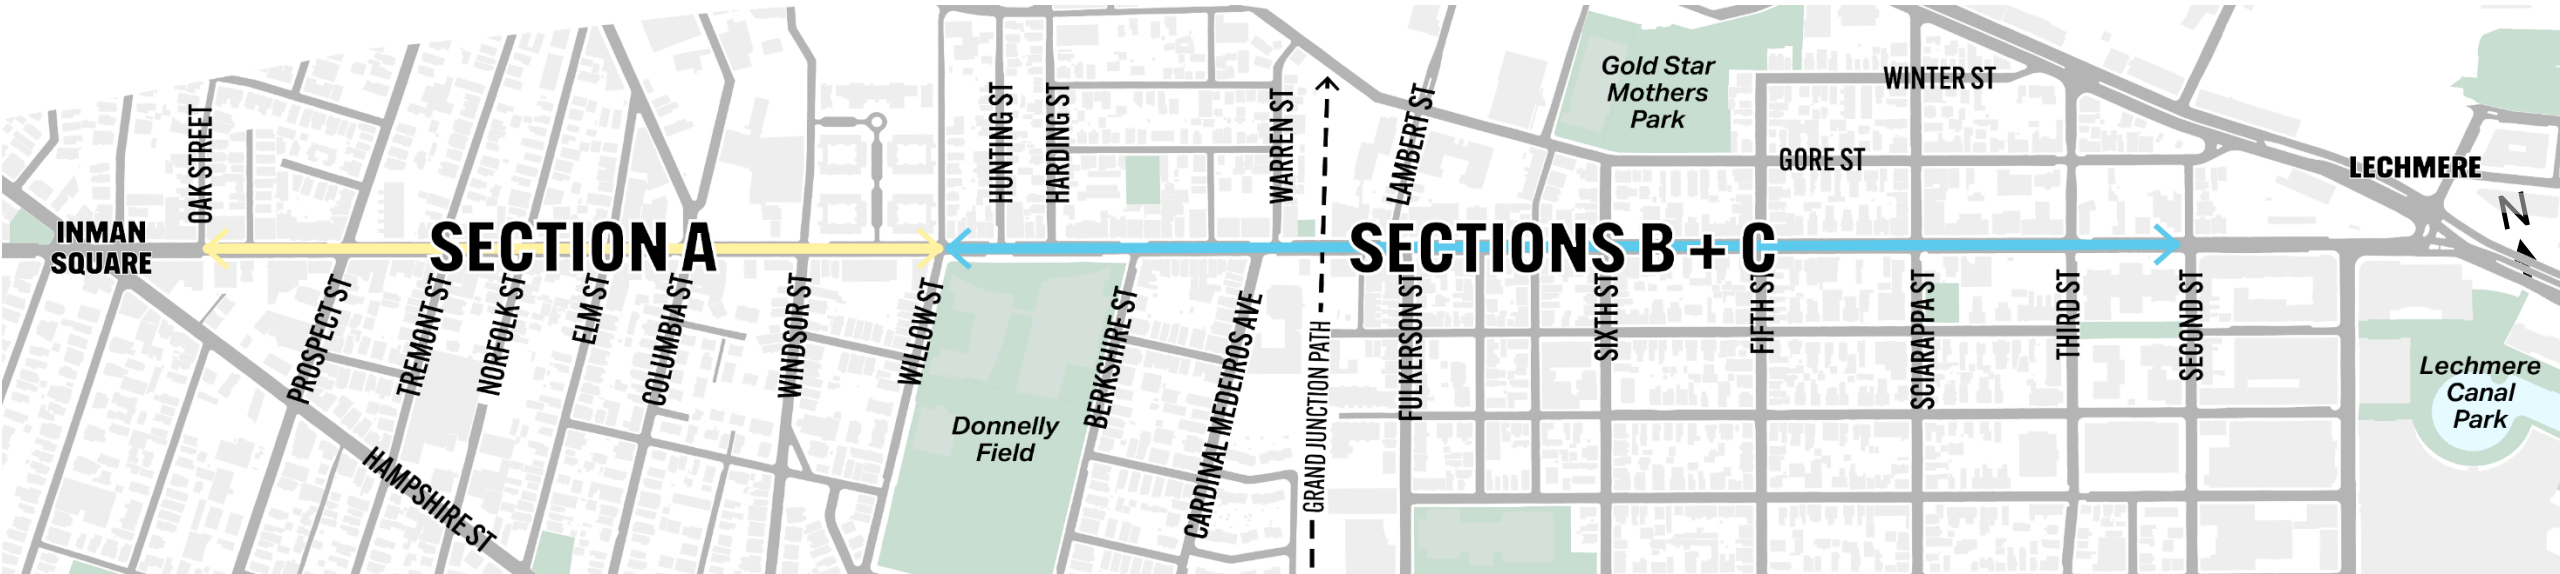 OAK STREET
INMAN
SQUARE
SECTION A
PROSPECT ST
TREMONT ST
NORFOLK ST
ELM ST
COLUMBIA ST
WINDSOR ST
WILLOW ST
HAMPSHIRE ST
HUNTING ST
HARDING ST
WARREN ST
Donnelly
Field
BERKSHIRE ST
CARDINAL MEDEIROS AVE
GRAND JUNCTION PATH
LAMBERT ST
SECTIONS B + C
Gold Star
Mothers
Park
WINTER ST
GORE ST
FULKERSON ST
SIXTH ST
FIFTH ST
SCIARAPPA ST
THIRD ST
SECOND ST
LECHMERE
N
Lechmere
Canal
Park